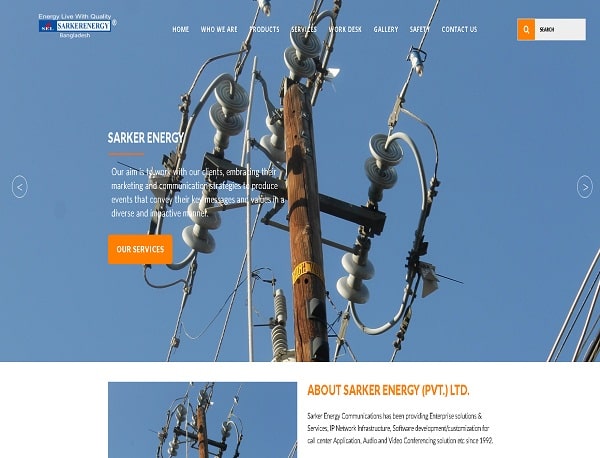 Energy Live With Quality
SEL SARKERENERGY®
Bangladesh
HOME WHO WE ARE PRODUCTS SERVICES WORK DESK GALLERY SAFETY CONTACT US
SEARCH
SARKER ENERGY
Our aim is to work with our clients, embracing their
marketing and communication strategies to produce
events that convey their key messages and values in a
diverse and impactive manner.
< >
OUR SERVICES
ABOUT SARKER ENERGY (PVT.) LTD.
Sarker Energy Communications has been providing Enterprise solutions &
Services, IP Network Infrastructure, Software development/customization for
call center Application, Audio and Video Conferencing solution etc since 1992.